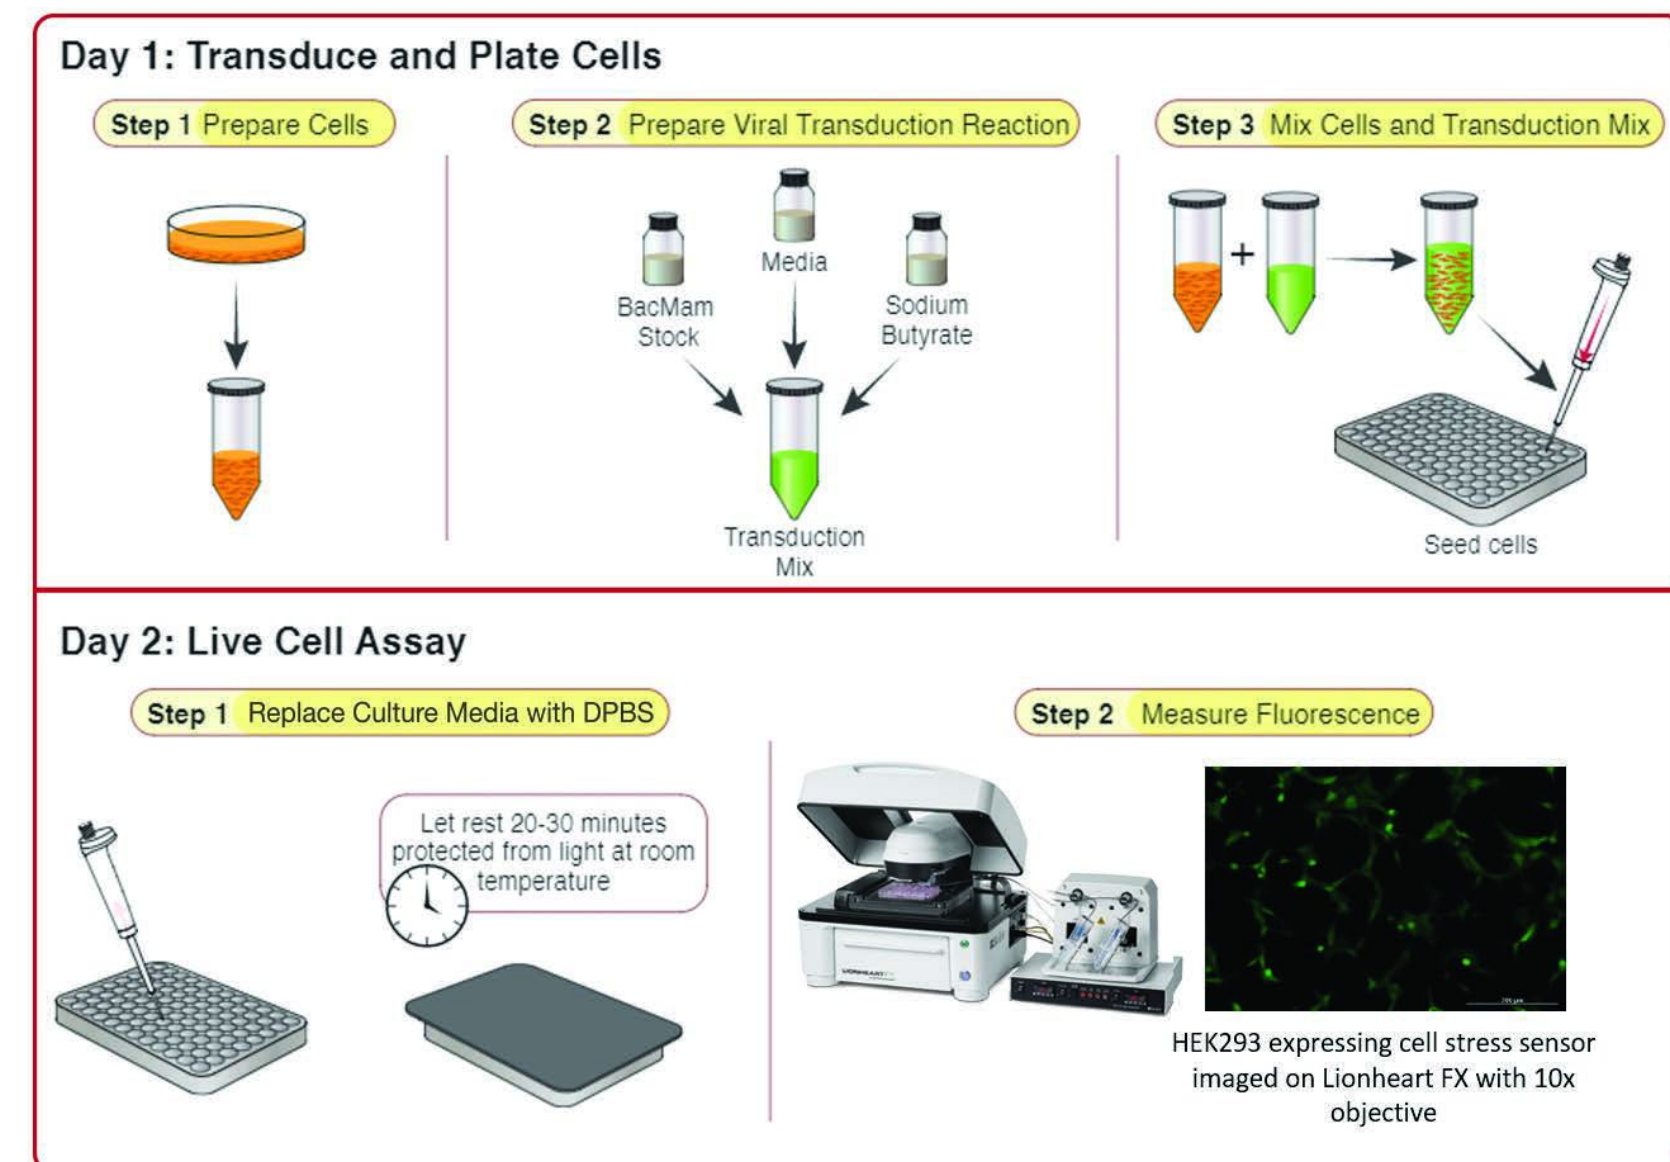 Day 1: Transduce and Plate Cells
Step 1 Prepare Cells
Step 2 Prepare Viral Transduction Reaction
BacMam
Stock
Media
Sodium
Butyrate
Transduction
Mix
Step 3 Mix Cells and Transduction Mix
+
Seed cells
Day 2: Live Cell Assay
Step 1 Replace Culture Media with DPBS
Let rest 20-30 minutes
protected from light at room
temperature
Step 2 Measure Fluorescence
LIONHEART FX
HEK293 expressing cell stress sensor
imaged on Lionheart FX with 10x
objective